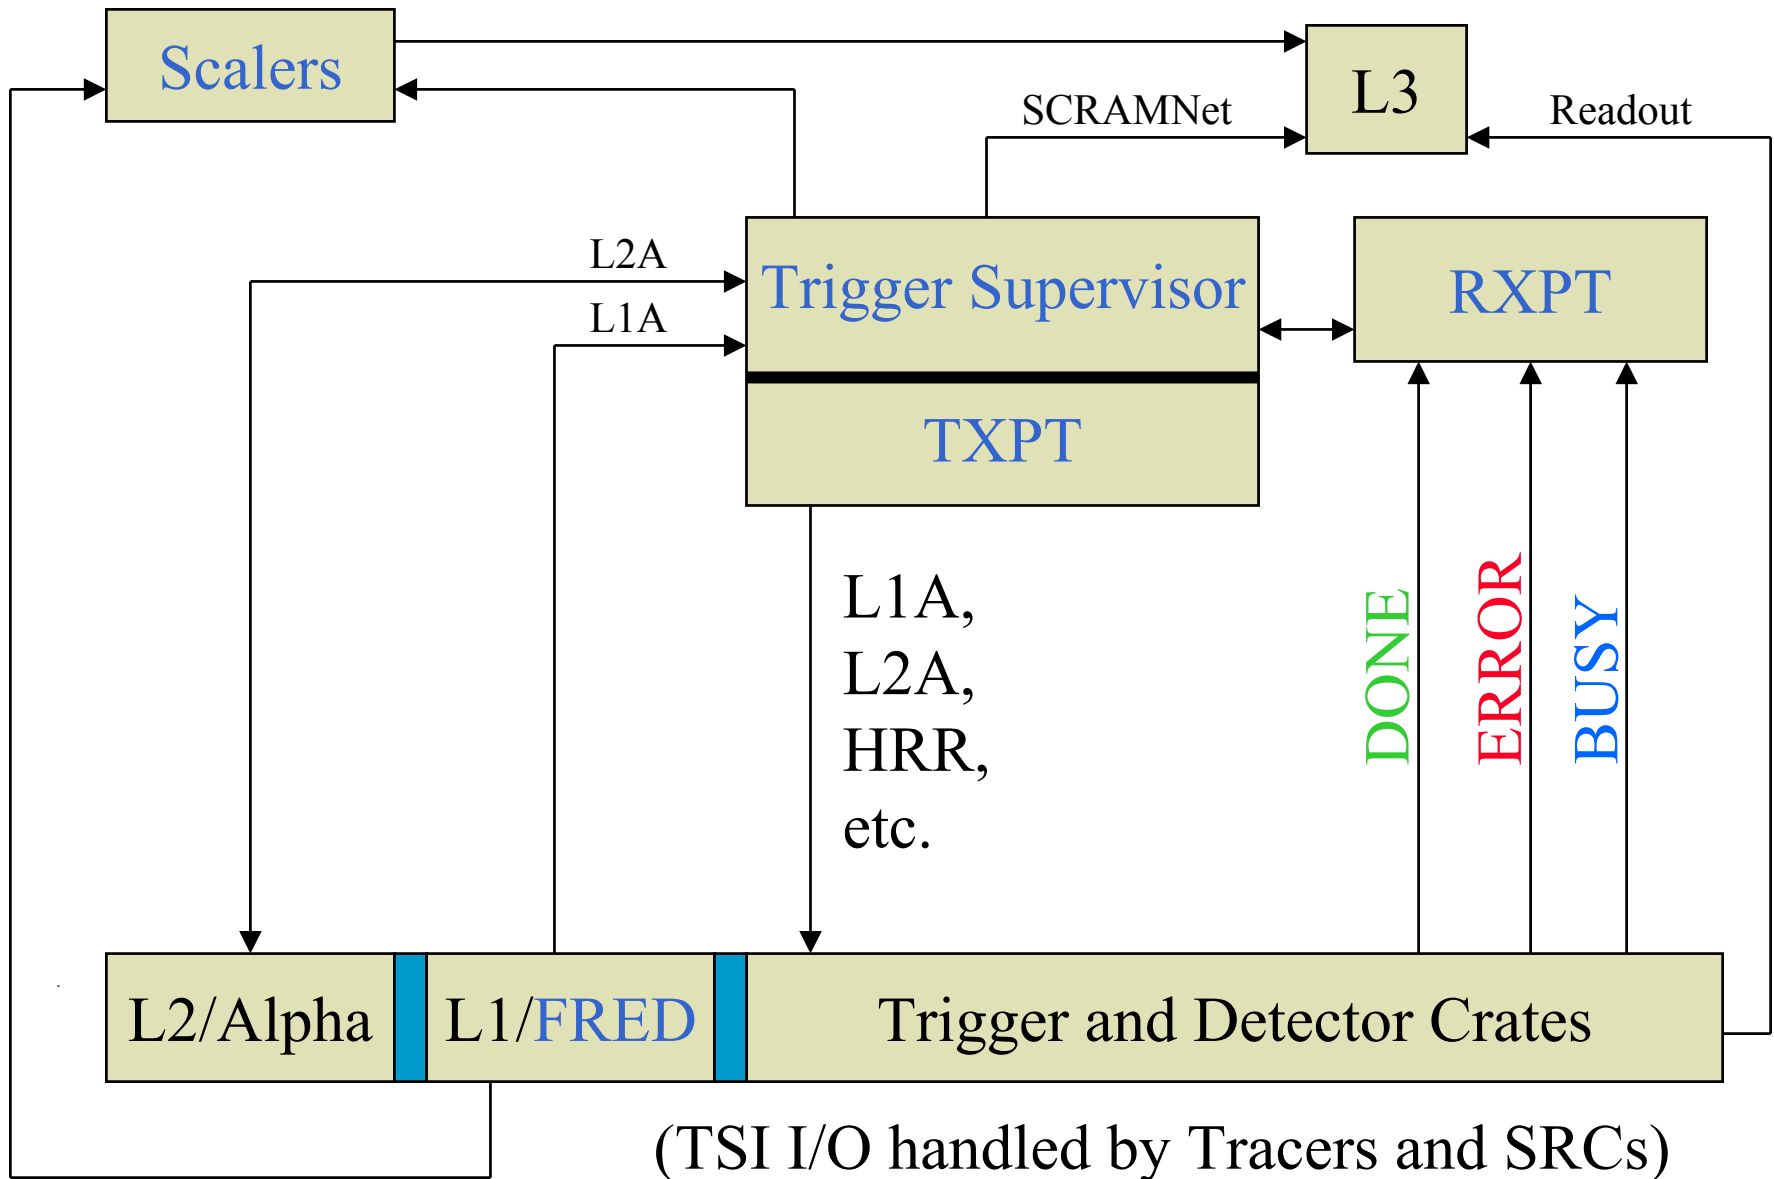 Scalers
L3
SCRAMNet
Readout
L2A
L1A
Trigger Supervisor
RXPT
TXPT
L1A,
L2A,
HRR,
etc.
DONE
ERROR
BUSY
L2/Alpha
L1/FRED
Trigger and Detector Crates
(TSI I/O handled by Tracers and SRCs)